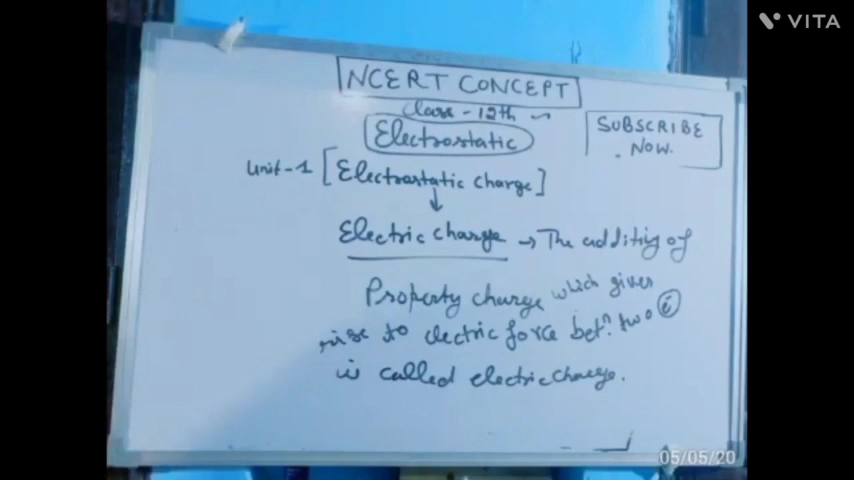 VITA
NCERT CONCEPT
Class - 12th
Electrostatic
SUBSCRIBE
NOW.
Unit-1 [Electrostatic charge]
↓
Electric charge → The additing of
Property charge which gives
rise to electric force betn. two i
is called electric charge.
05/05/20